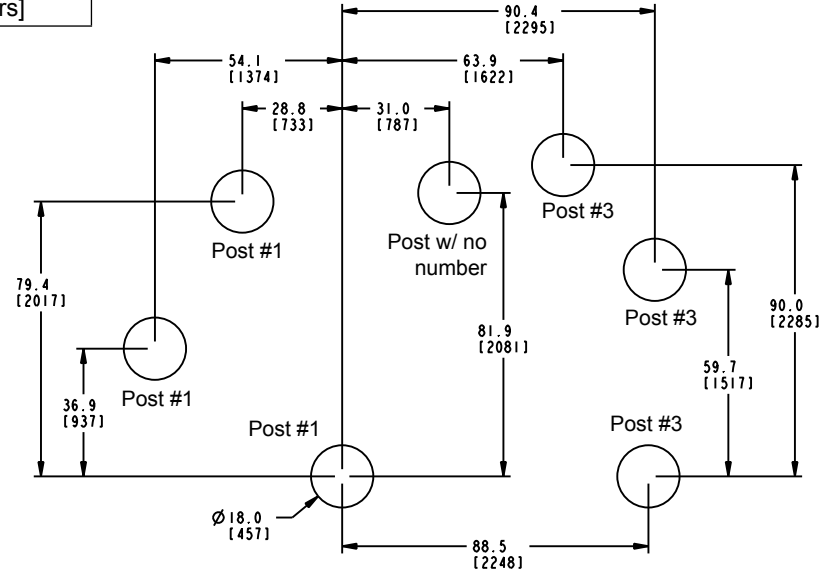 rs]
90.4
[2295]
54.1
[1374]
63.9
[1622]
28.8
[733]
31.0
[787]
Post #3
Post #1
Post w/ no
number
79.4
[2017]
90.0
[2285]
Post #3
81.9
[2081]
59.7
[1517]
Post #1
36.9
[937]
Post #1
Post #3
Ø18.0
[457]
88.5
[2248]